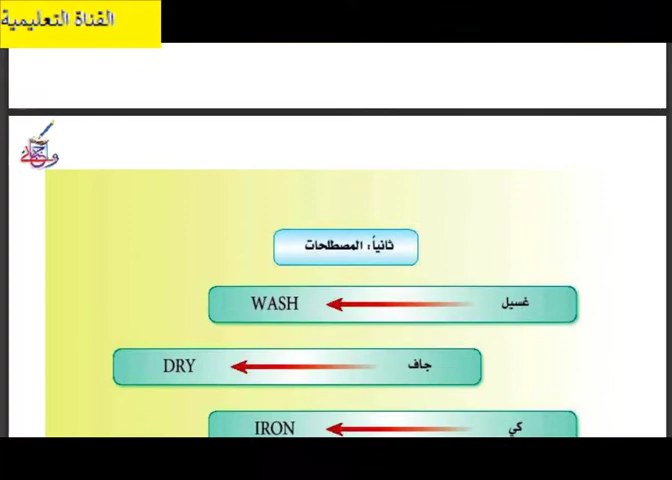 القناة التعليمية
ثانياً: المصطلحات
غسيل WASH
جاف DRY
كي IRON